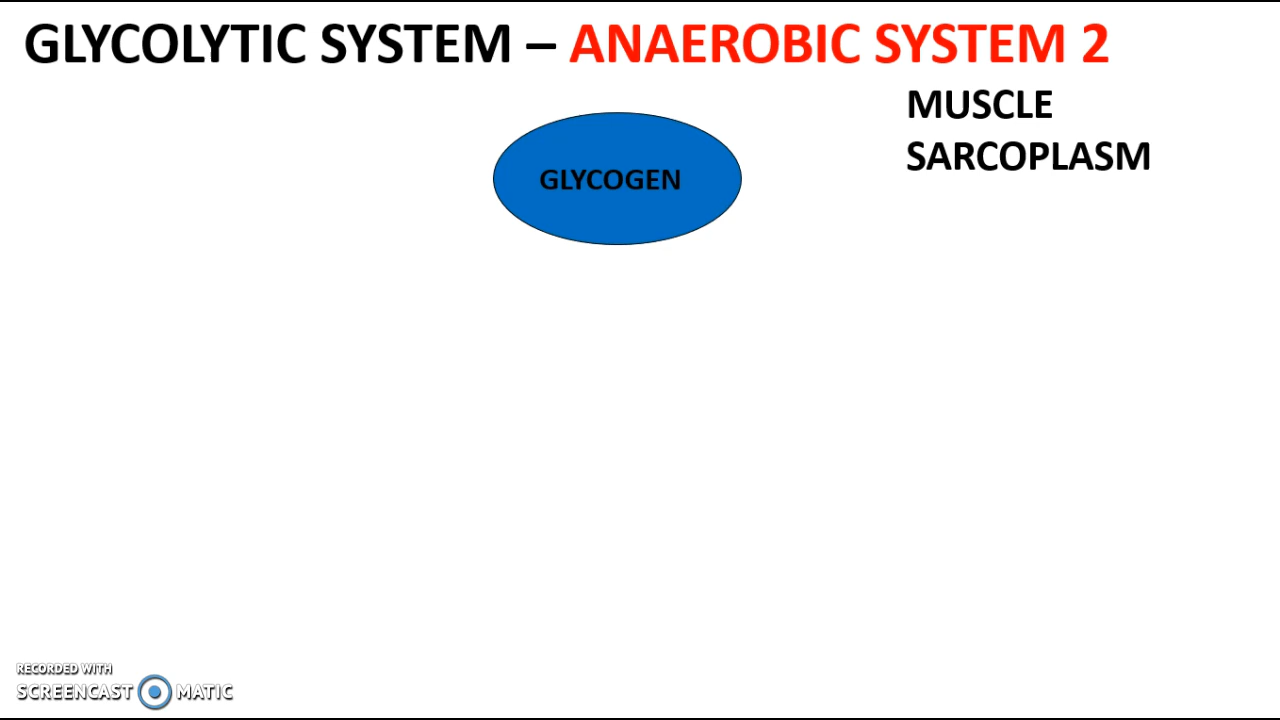 GLYCOLYTIC SYSTEM – ANAEROBIC SYSTEM 2
MUSCLE
SARCOPLASM
GLYCOGEN
RECORDED WITH
SCREENCAST MATIC